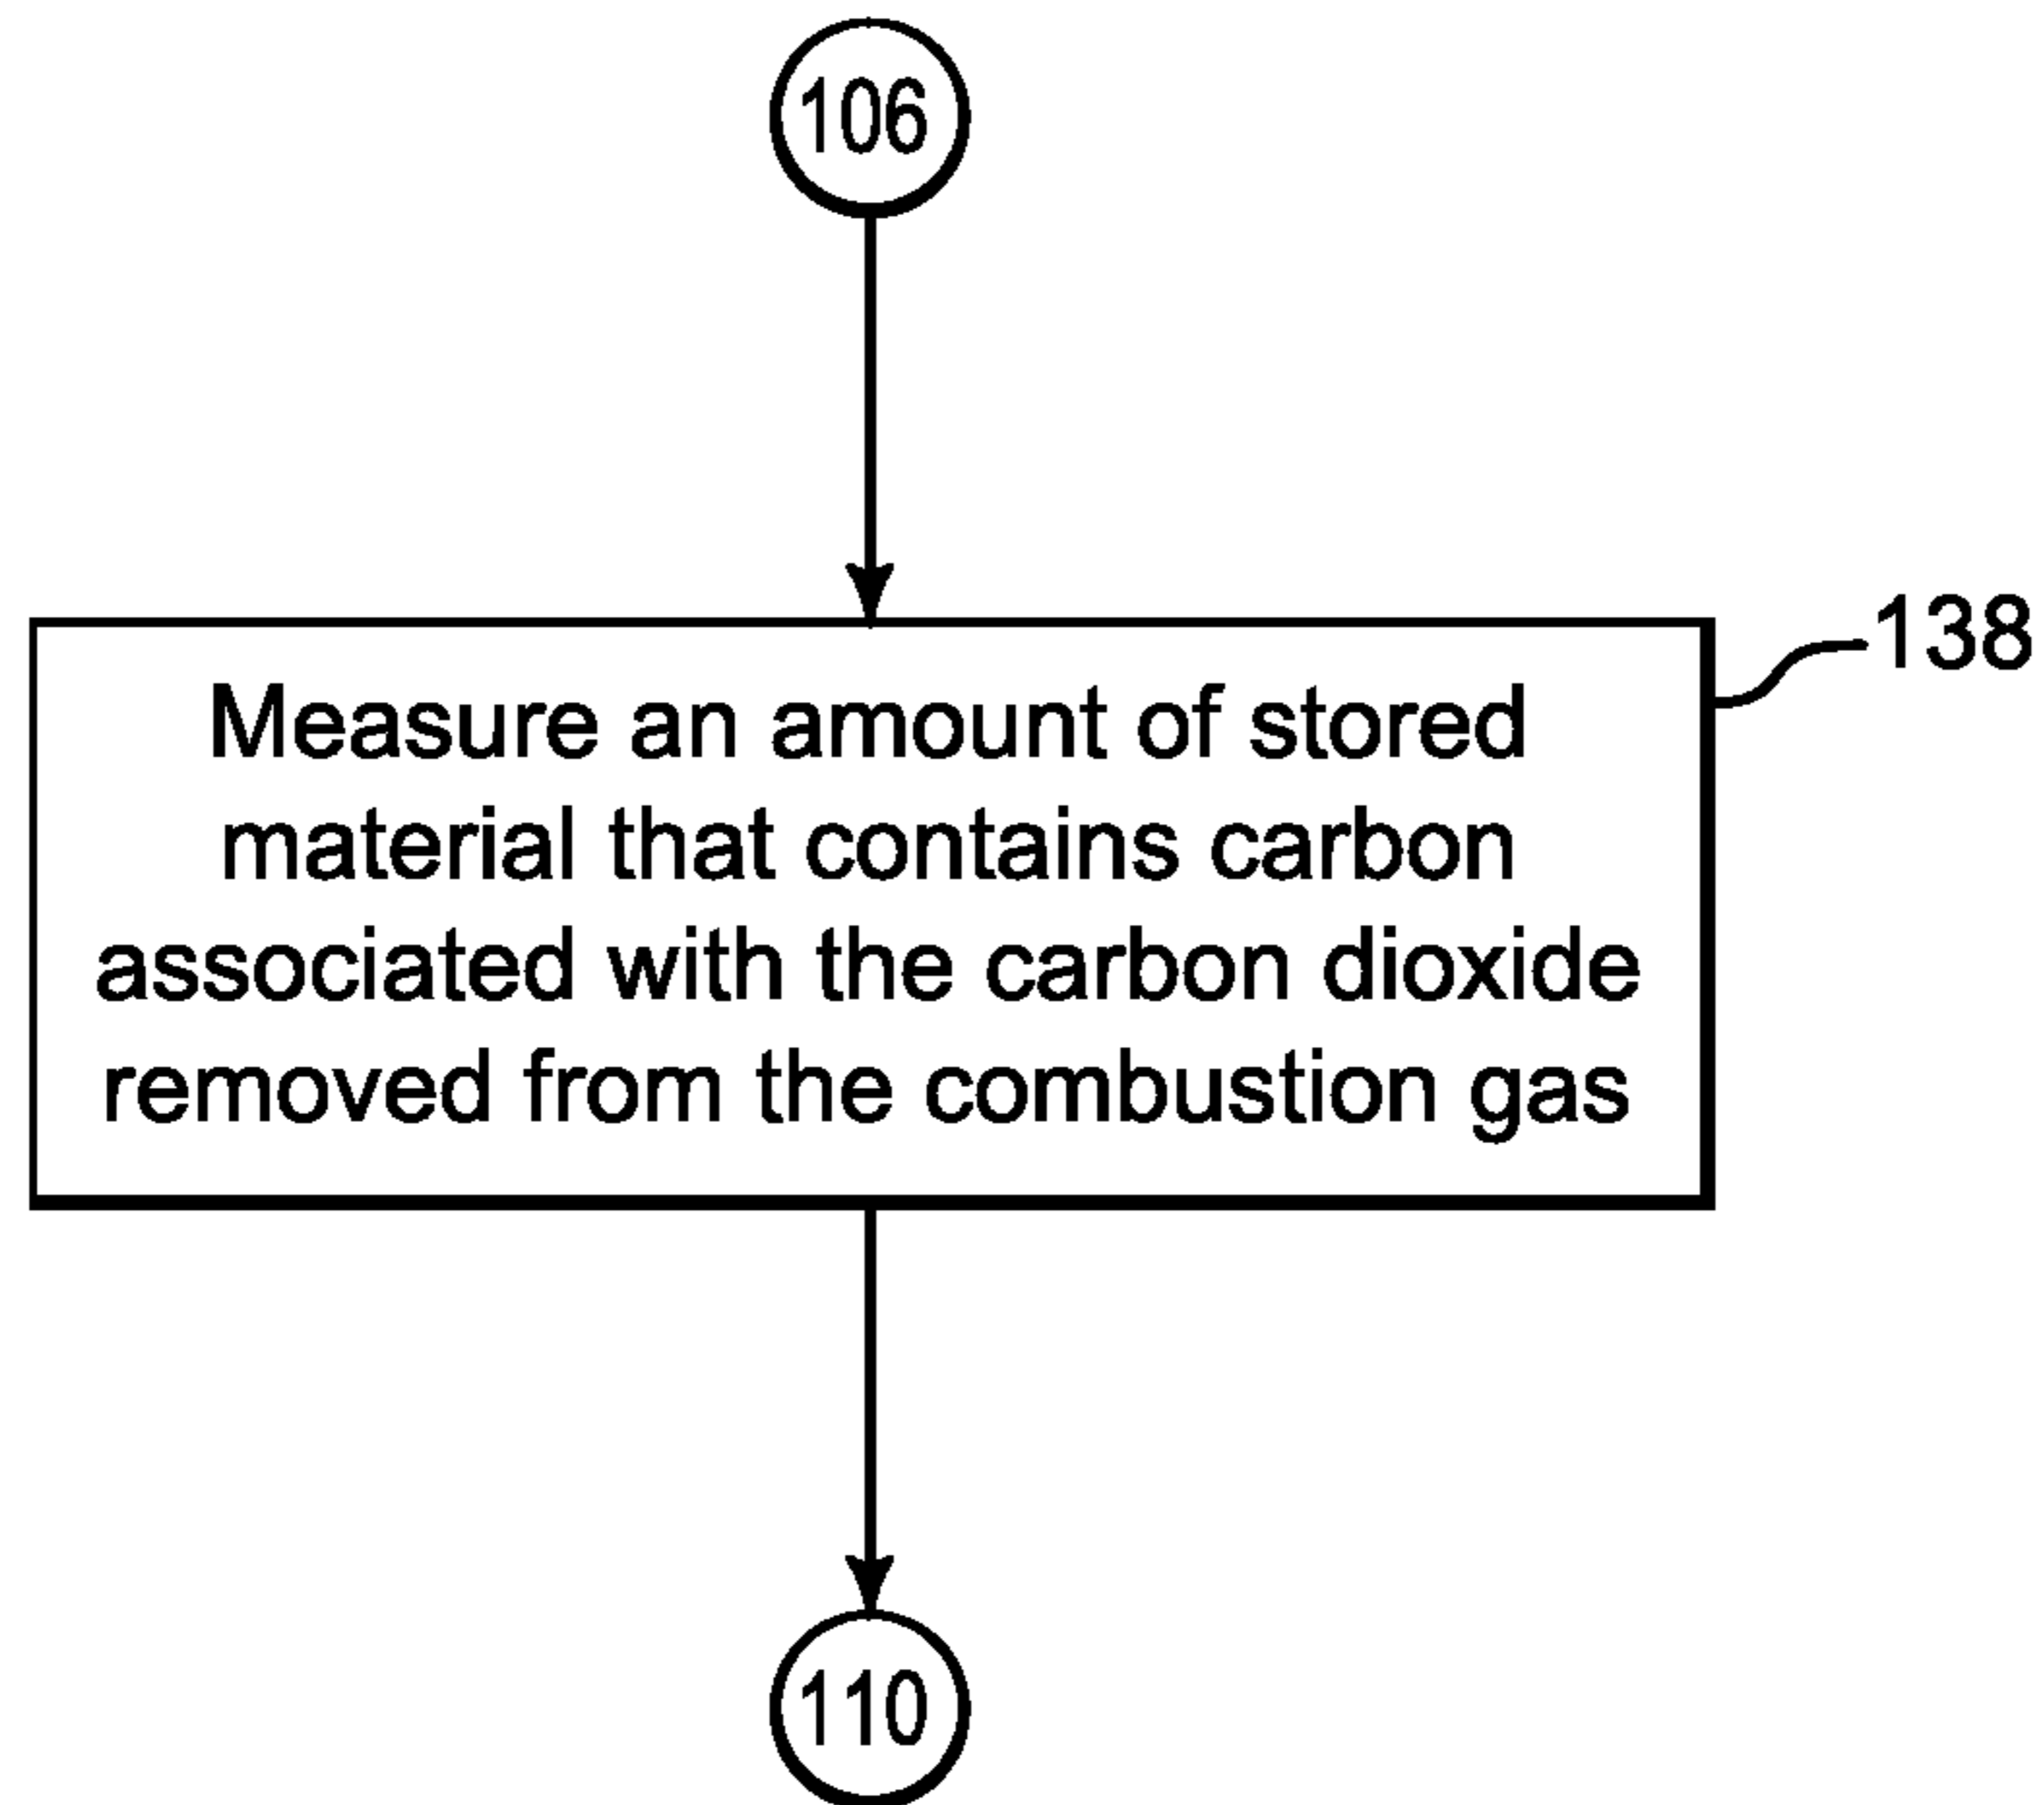 106
138
Measure an amount of stored
material that contains carbon
associated with the carbon dioxide
removed from the combustion gas
110